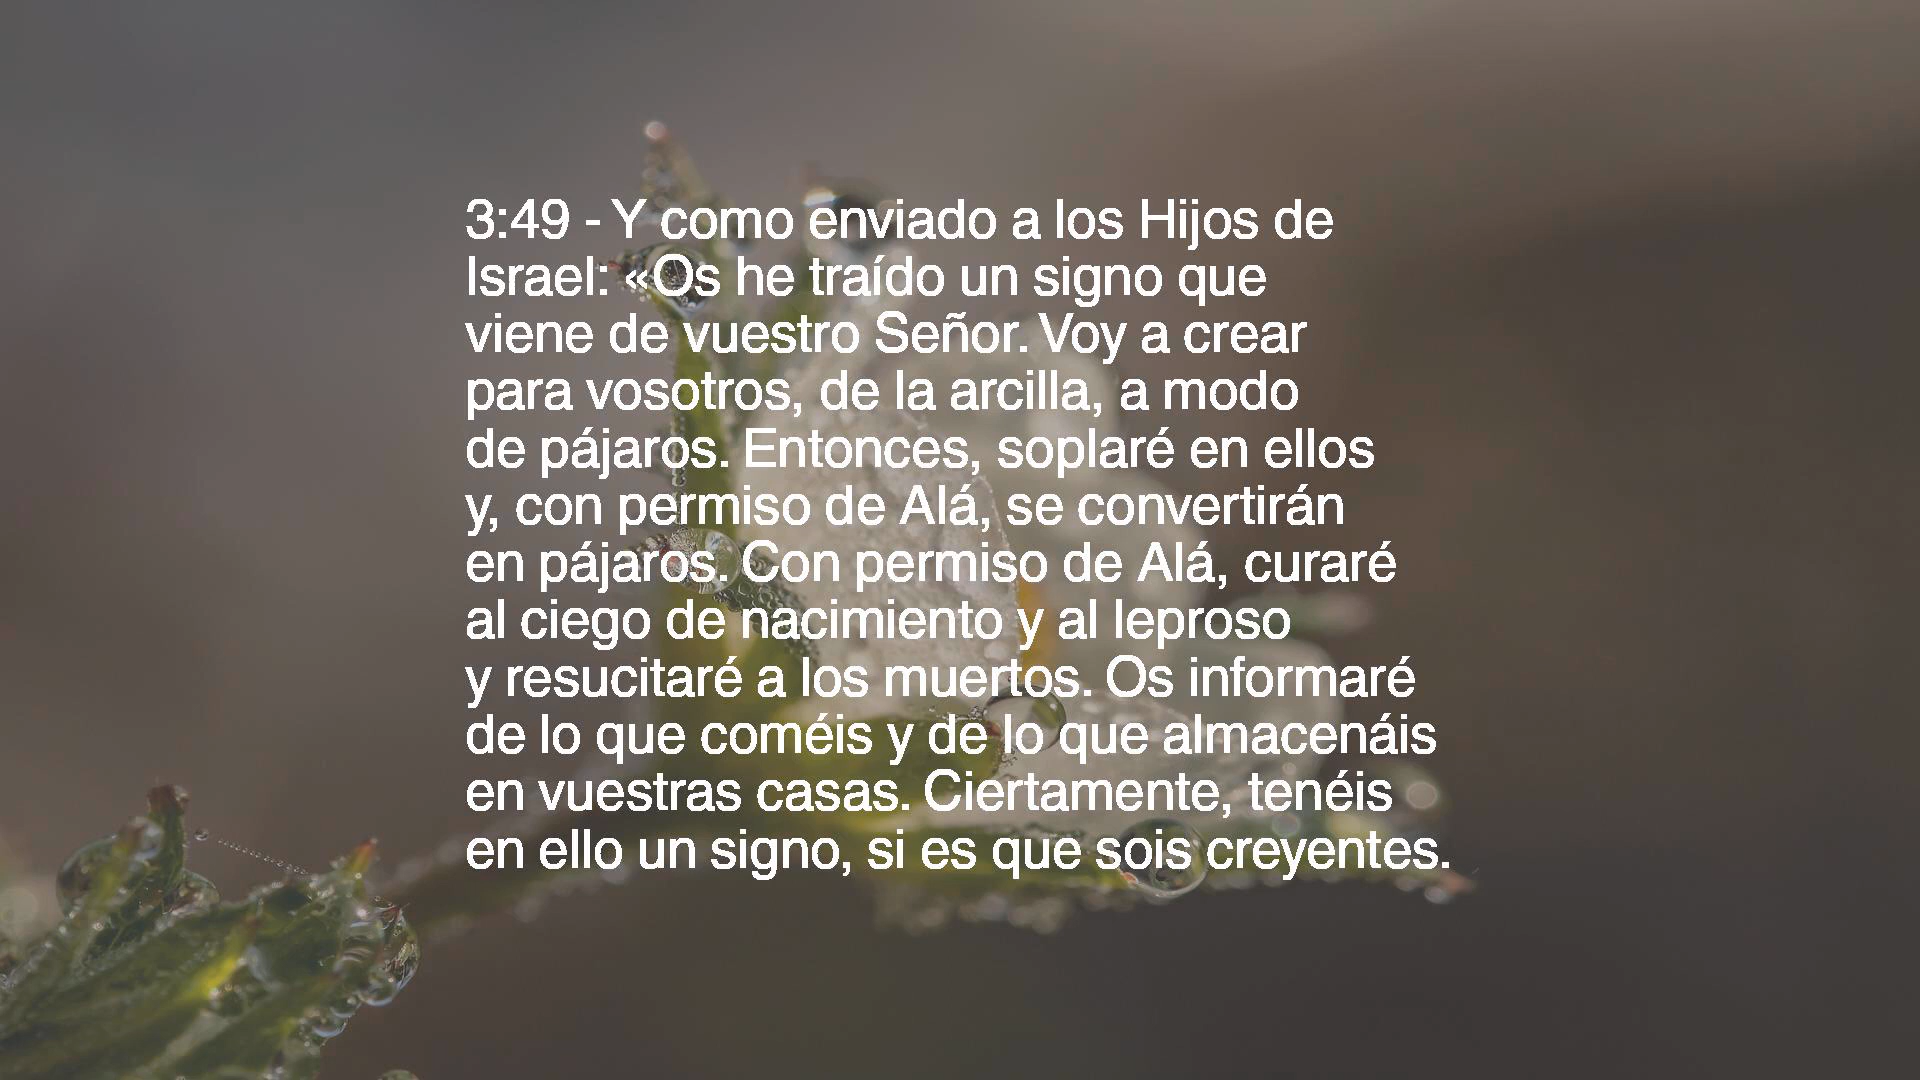 3:49 - Y como enviado a los Hijos de
Israel: «Os he traído un signo que
viene de vuestro Señor. Voy a crear
para vosotros, de la arcilla, a modo
de pájaros. Entonces, soplaré en ellos
y, con permiso de Alá, se convertirán
en pájaros. Con permiso de Alá, curaré
al ciego de nacimiento y al leproso
y resucitaré a los muertos. Os informaré
de lo que coméis y de lo que almacenáis
en vuestras casas. Ciertamente, tenéis
en ello un signo, si es que sois creyentes.